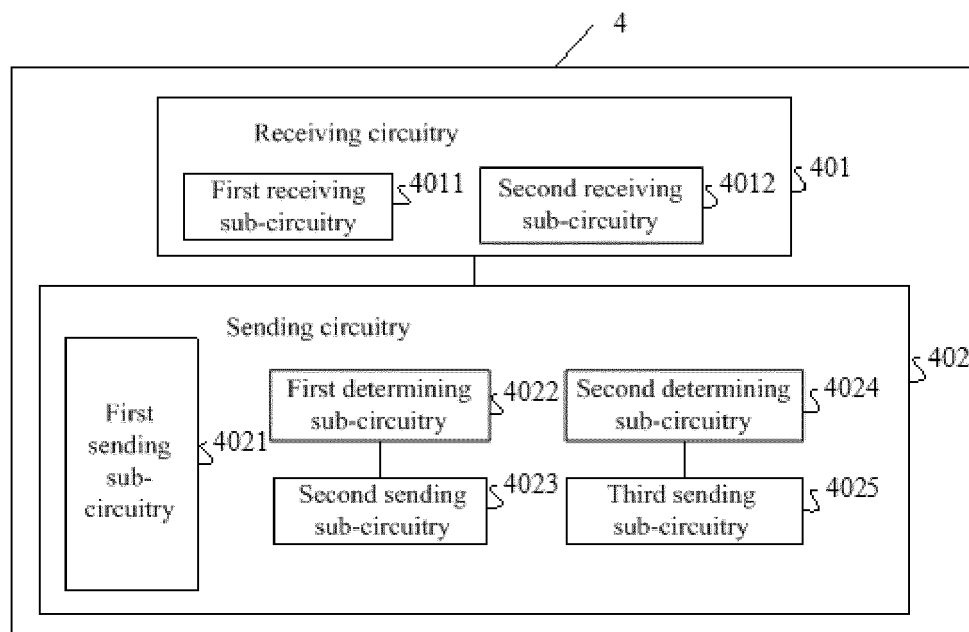 4
Receiving circuitry
401
First receiving
sub-circuitry
4011
Second receiving
sub-circuitry
4012
Sending circuitry
402
First
sending
sub-
circuitry
4021
First determining
sub-circuitry
4022
Second determining
sub-circuitry
4024
Second sending
sub-circuitry
4023
Third sending
sub-circuitry
4025